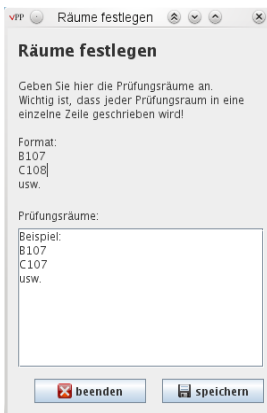 vPP Räume festlegen
Räume festlegen
Geben Sie hier die Prüfungsräume an.
Wichtig ist, dass jeder Prüfungsraum in eine
einzelne Zeile geschrieben wird!
Format:
B107
C108
usw.
Prüfungsräume:
Beispiel:
B107
C107
usw.
beenden speichern